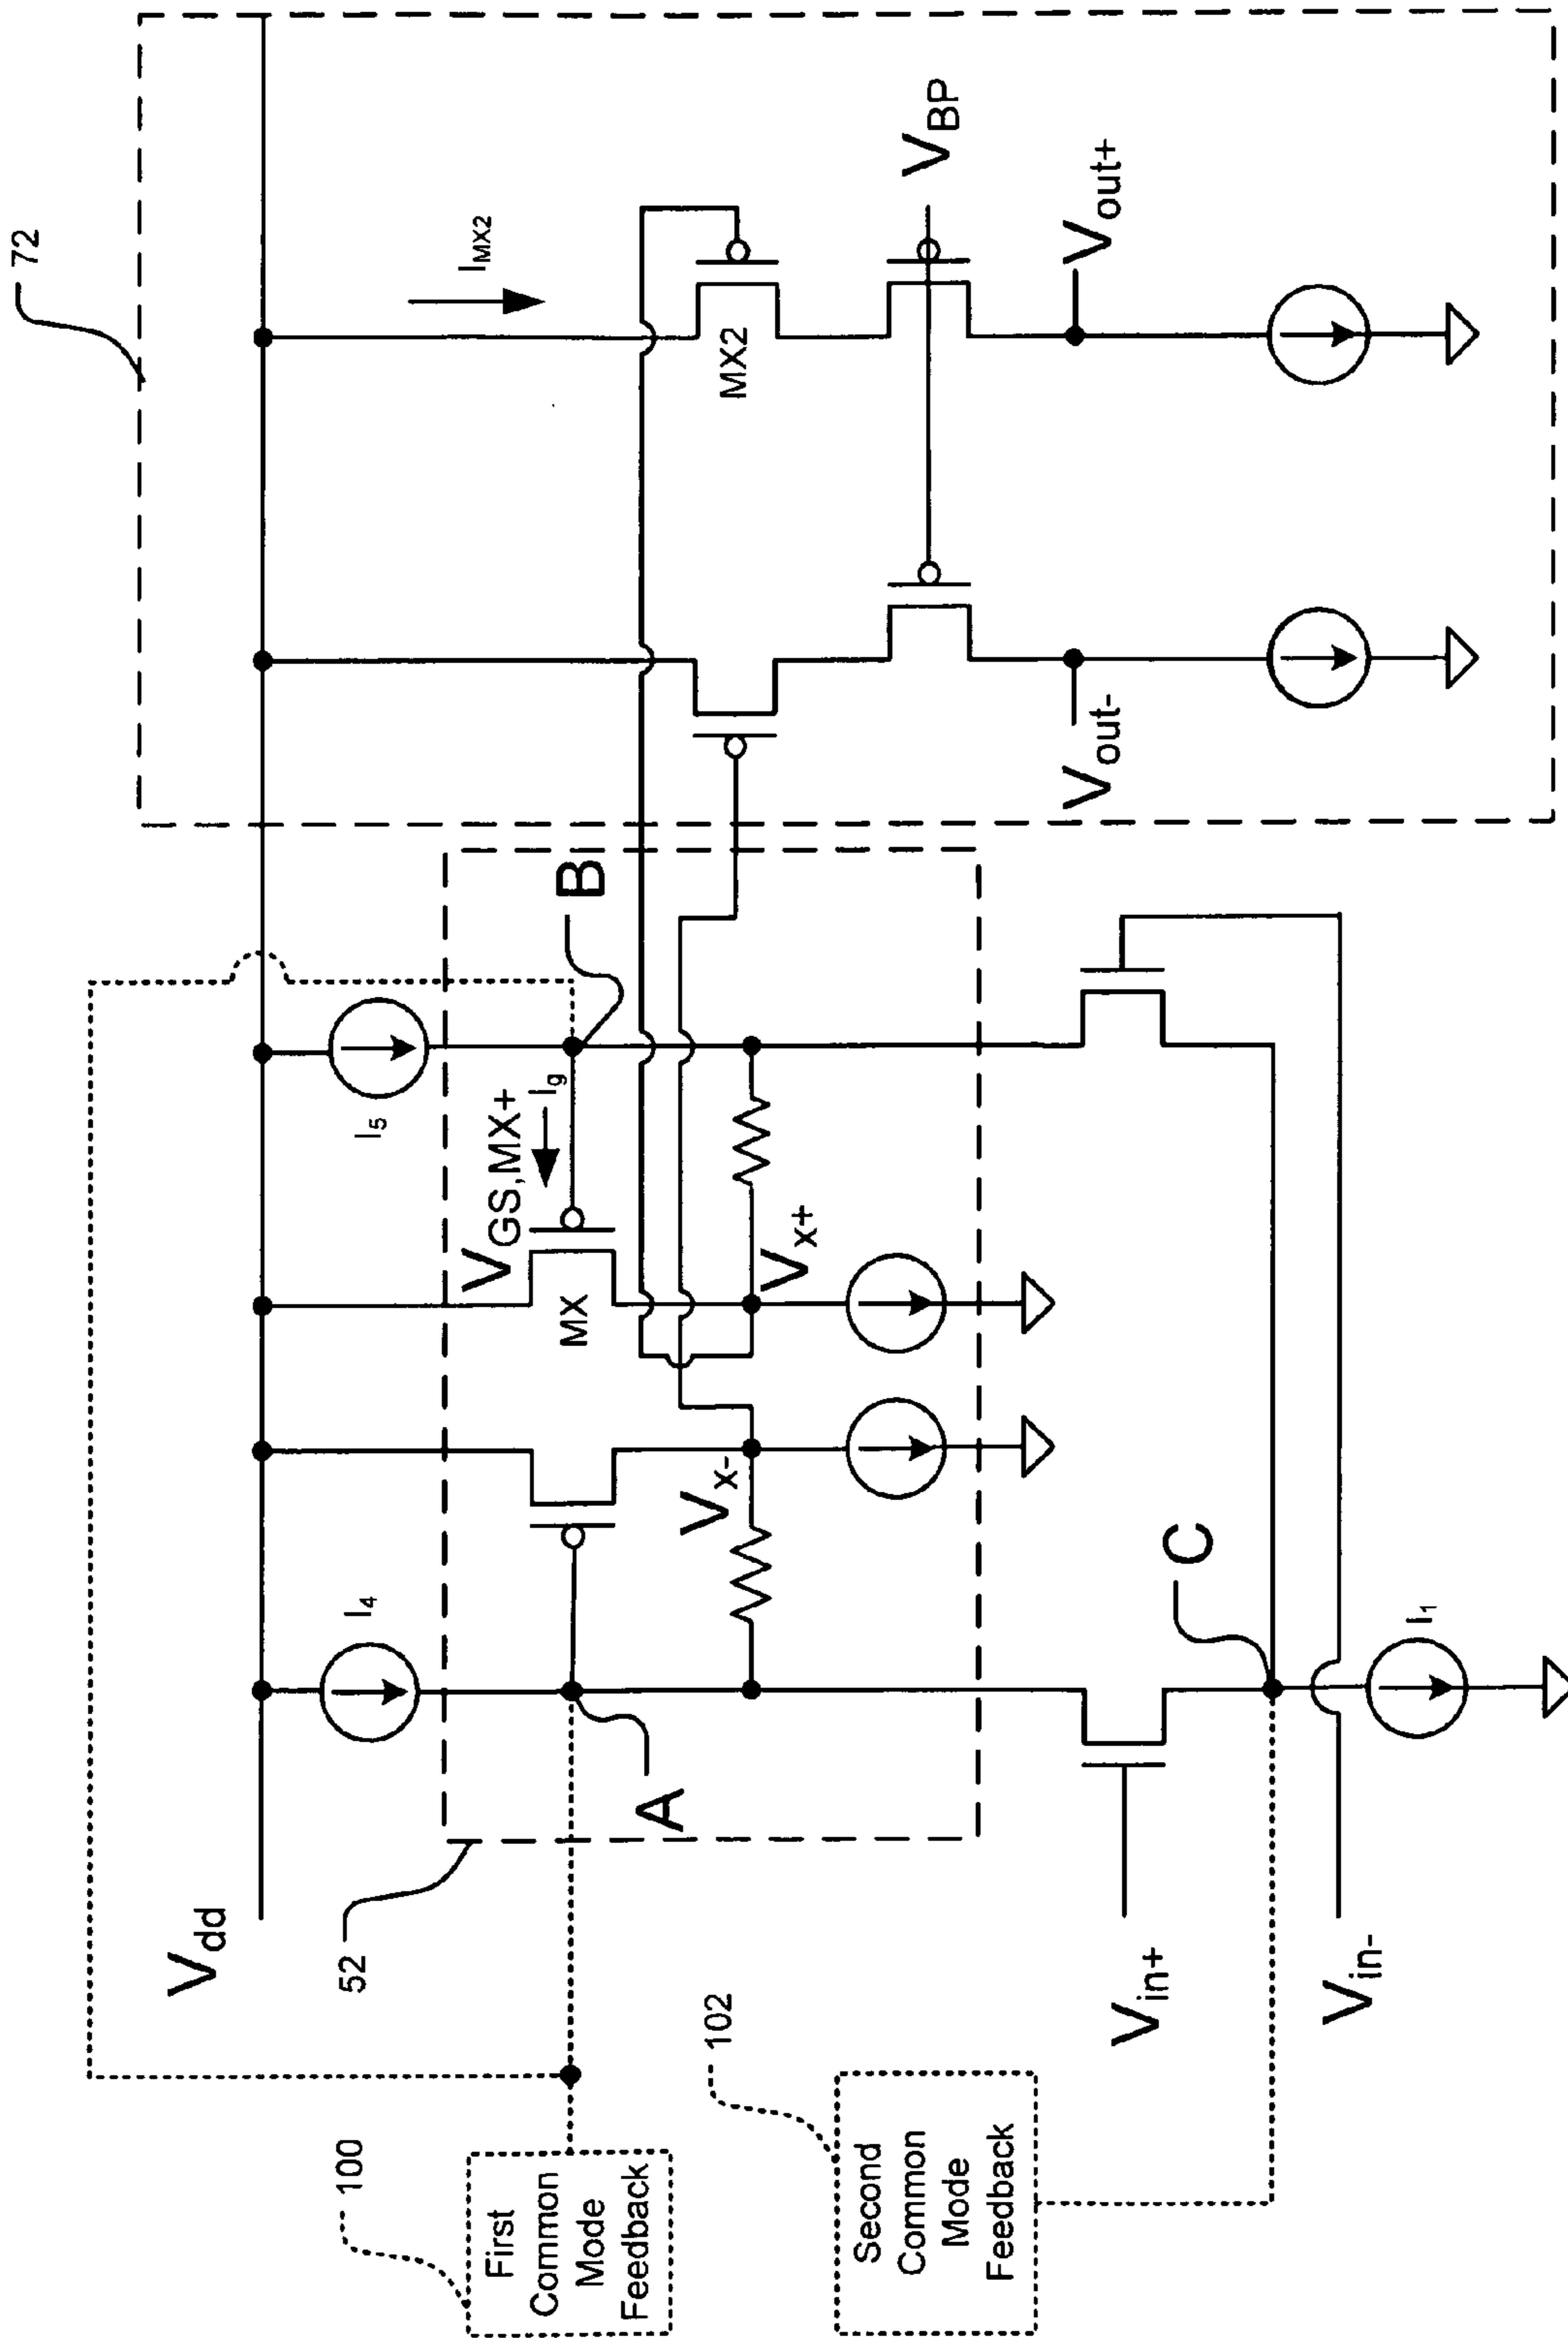 72
V_dd
I_4
I_5
I_MX2
100
First
Common
Mode
Feedback
52
A
B
V_GS,MX+
I_g
MX
MX2
V_x-
V_x+
V_BP
102
Second
Common
Mode
Feedback
V_in+
V_in-
C
I_1
V_out-
V_out+